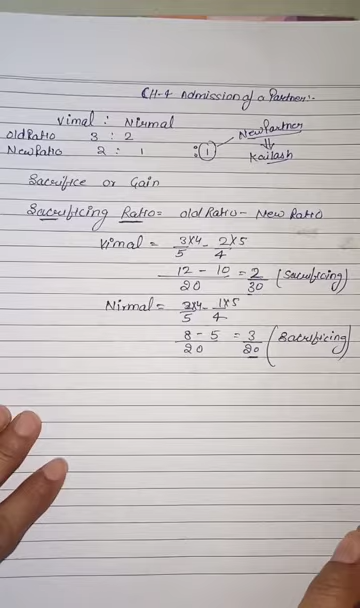 CH-4 Admission of a Partner:-
Vimal : Nirmal
Old Ratio 3 : 2
New Ratio 2 : 1 : 1
New Partner
⇓
Kailash
Sacrifice or Gain
Sacrificing Ratio = Old Ratio - New Ratio
Vimal = 3×4/5 - 2×5/4
12 - 10/20 = 2/30 (Sacrificing)
Nirmal = 2×4/5 - 1×5/4
8 - 5/20 = 3/20 (Sacrificing)